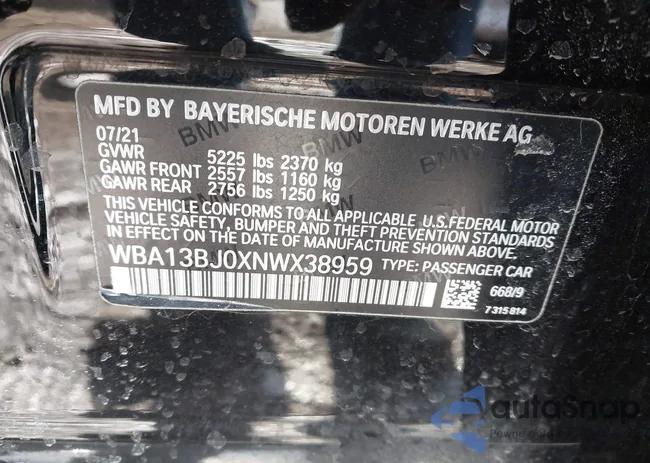 MFD BY BAYERISCHE MOTOREN WERKE AG
07/21
GVWR 5225 lbs 2370 kg
GAWR FRONT 2557 lbs 1160 kg
GAWR REAR 2756 lbs 1250 kg
THIS VEHICLE CONFORMS TO ALL APPLICABLE U.S.FEDERAL MOTOR
VEHICLE SAFETY, BUMPER AND THEFT PREVENTION STANDARDS
IN EFFECT ON THE DATE OF MANUFACTURE SHOWN ABOVE.
WBA13BJ0XNWX38959 TYPE: PASSENGER CAR
668/9
7315814
BMW
BMW
BMW
autoSnap